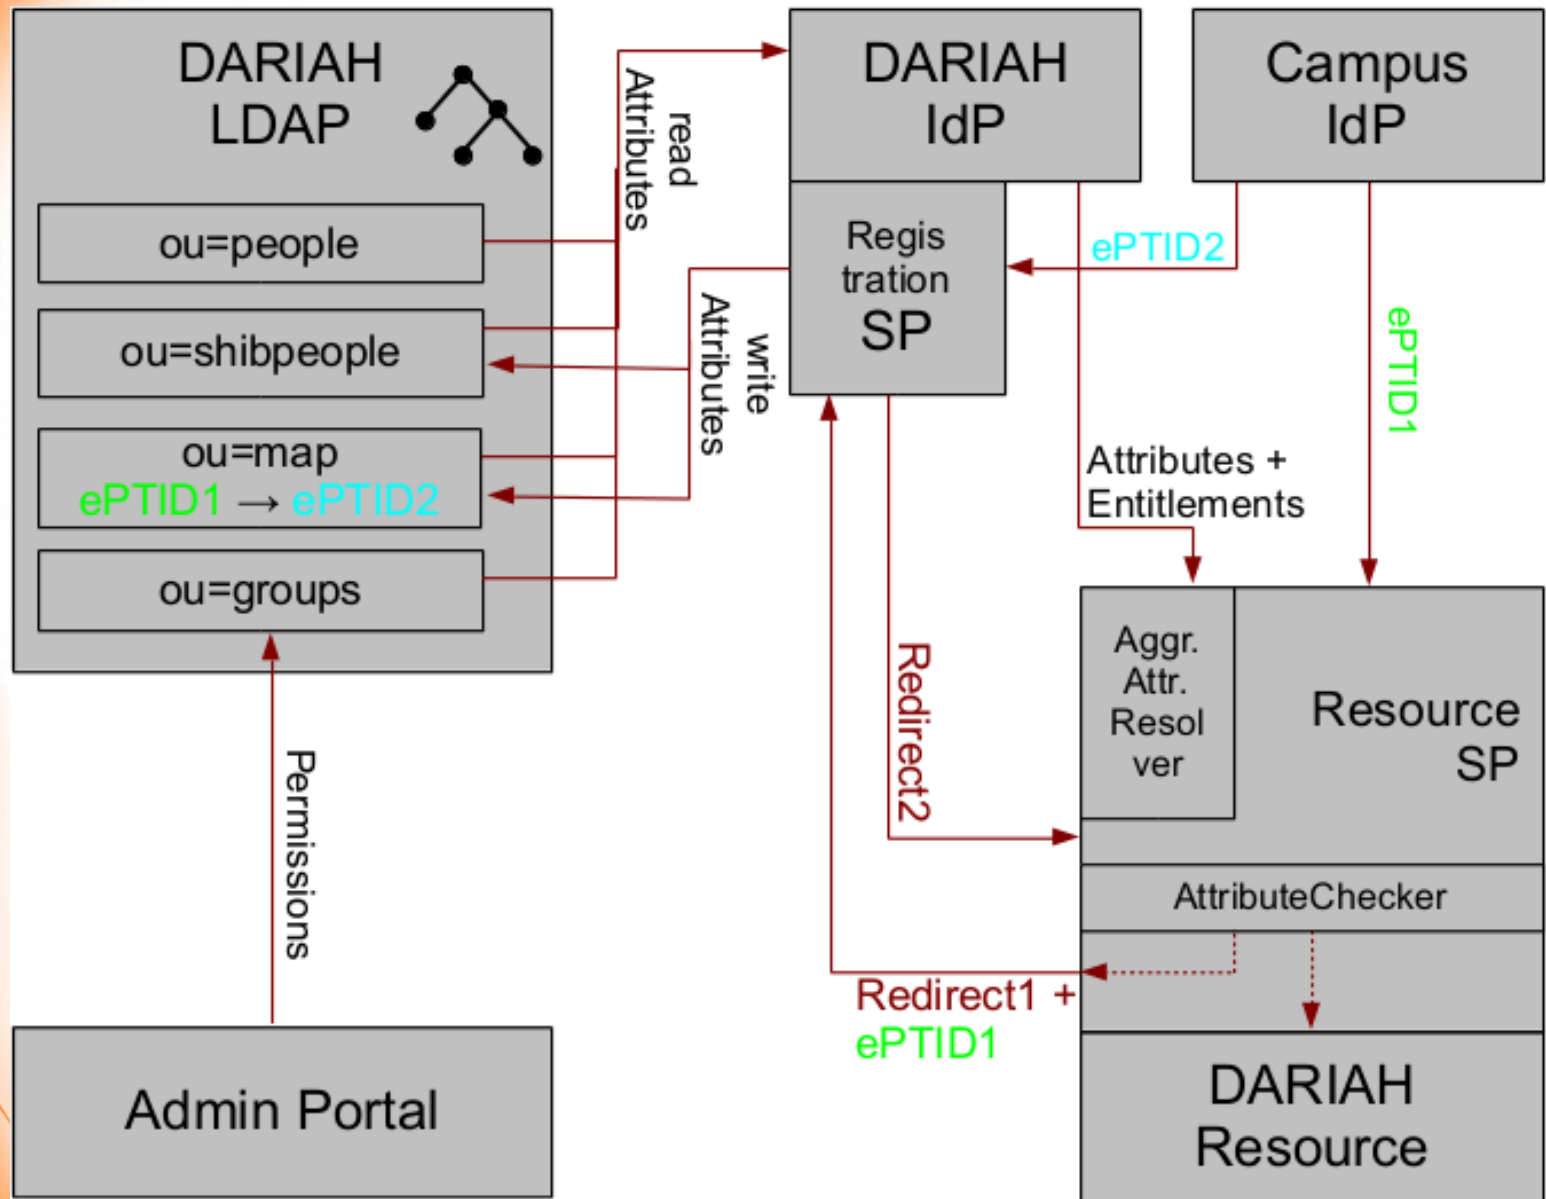 DARIAH
LDAP
ou=people
ou=shibpeople
ou=map
ePTID1 → ePTID2
ou=groups
Permissions
Admin Portal
read
Attributes
write
Attributes
DARIAH
IdP
Regis
tration
SP
Campus
IdP
ePTID2
ePTID1
Attributes +
Entitlements
Redirect2
Aggr.
Attr.
Resol
ver
Resource
SP
AttributeChecker
Redirect1 +
ePTID1
DARIAH
Resource